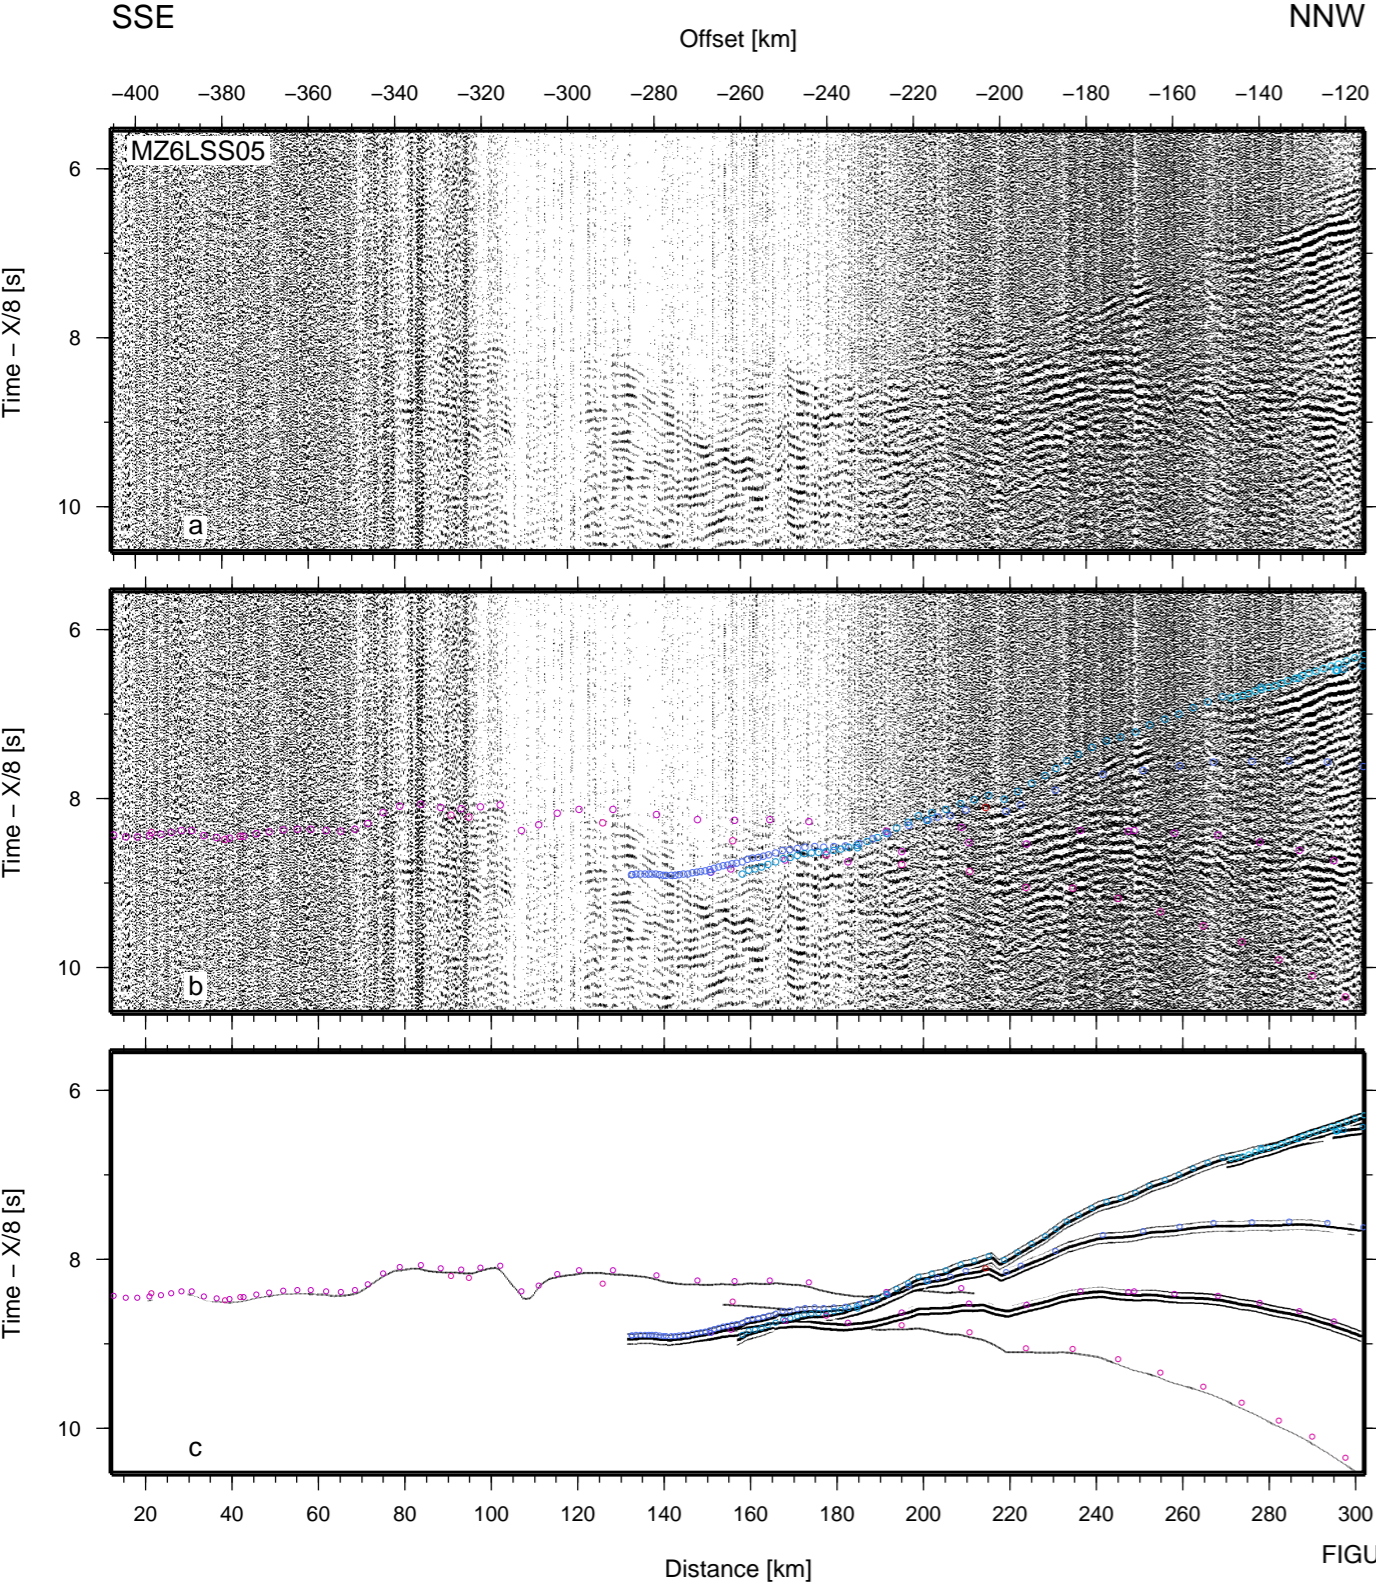 SSE
NNW
Offset [km]
−400 −380 −360 −340 −320 −300 −280 −260 −240 −220 −200 −180 −160 −140 −120
MZ6LSS05
6
8
10
Time − X/8 [s]
a
6
8
10
Time − X/8 [s]
b
6
8
10
Time − X/8 [s]
c
20 40 60 80 100 120 140 160 180 200 220 240 260 280 300
Distance [km]
FIGU